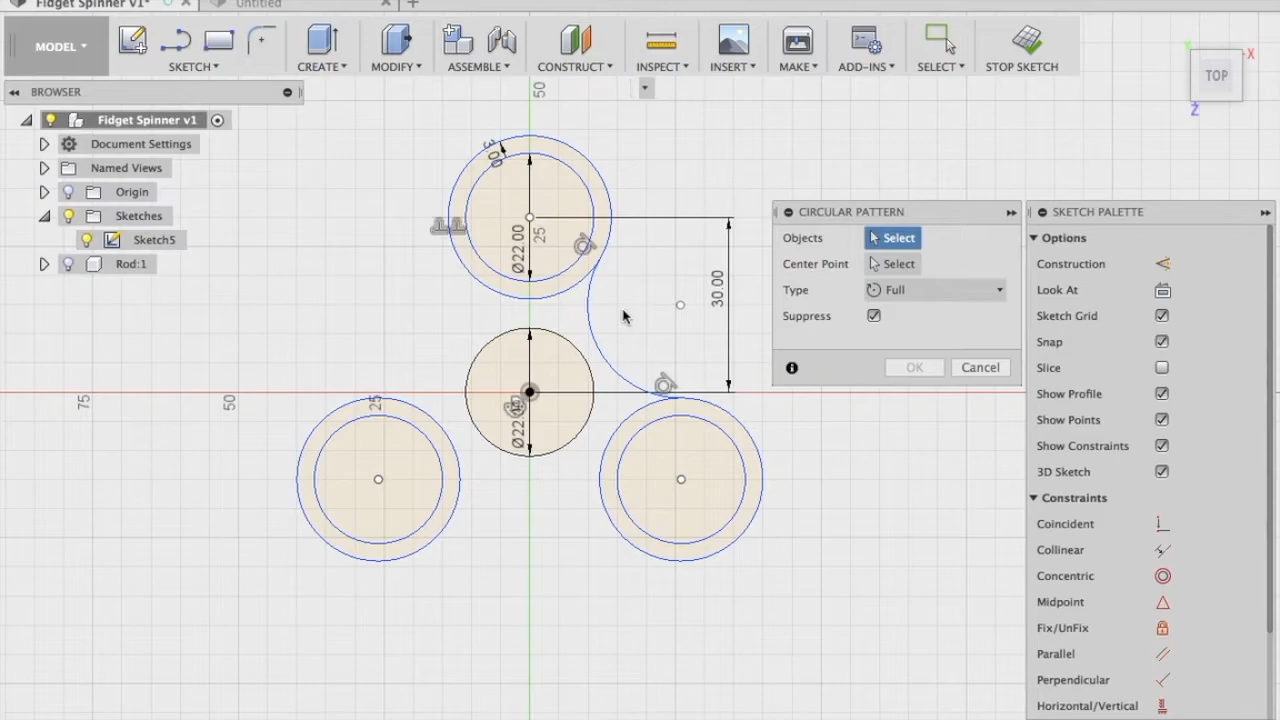 Fidget Spinner v1*
Untitled
MODEL
SKETCH
CREATE
MODIFY
ASSEMBLE
CONSTRUCT
INSPECT
INSERT
MAKE
ADD-INS
SELECT
STOP SKETCH
TOP
X
Y
Z
BROWSER
Fidget Spinner v1
Document Settings
Named Views
Origin
Sketches
Sketch5
Rod:1
50
3.00
Ø22.00
25
30.00
75
50
25
CIRCULAR PATTERN
Objects Select
Center Point Select
Type Full
Suppress
OK Cancel
SKETCH PALETTE
Options
Construction
Look At
Sketch Grid
Snap
Slice
Show Profile
Show Points
Show Constraints
3D Sketch
Constraints
Coincident
Collinear
Concentric
Midpoint
Fix/UnFix
Parallel
Perpendicular
Horizontal/Vertical